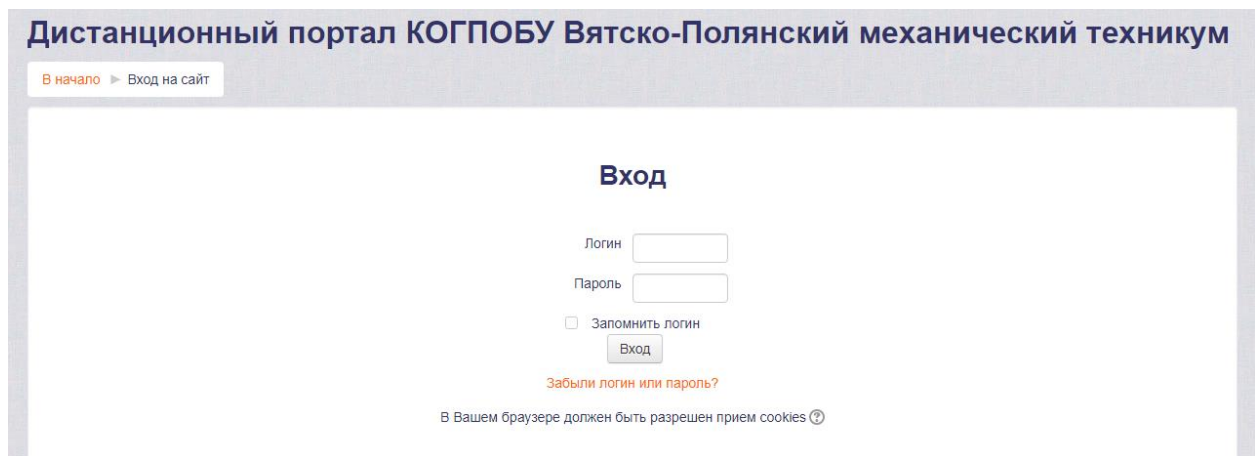 Дистанционный портал КОГПОБУ Вятско-Полянский механический техникум
В начало ► Вход на сайт
Вход
Логин
Пароль
Запомнить логин
Вход
Забыли логин или пароль?
В Вашем браузере должен быть разрешен прием cookies ?